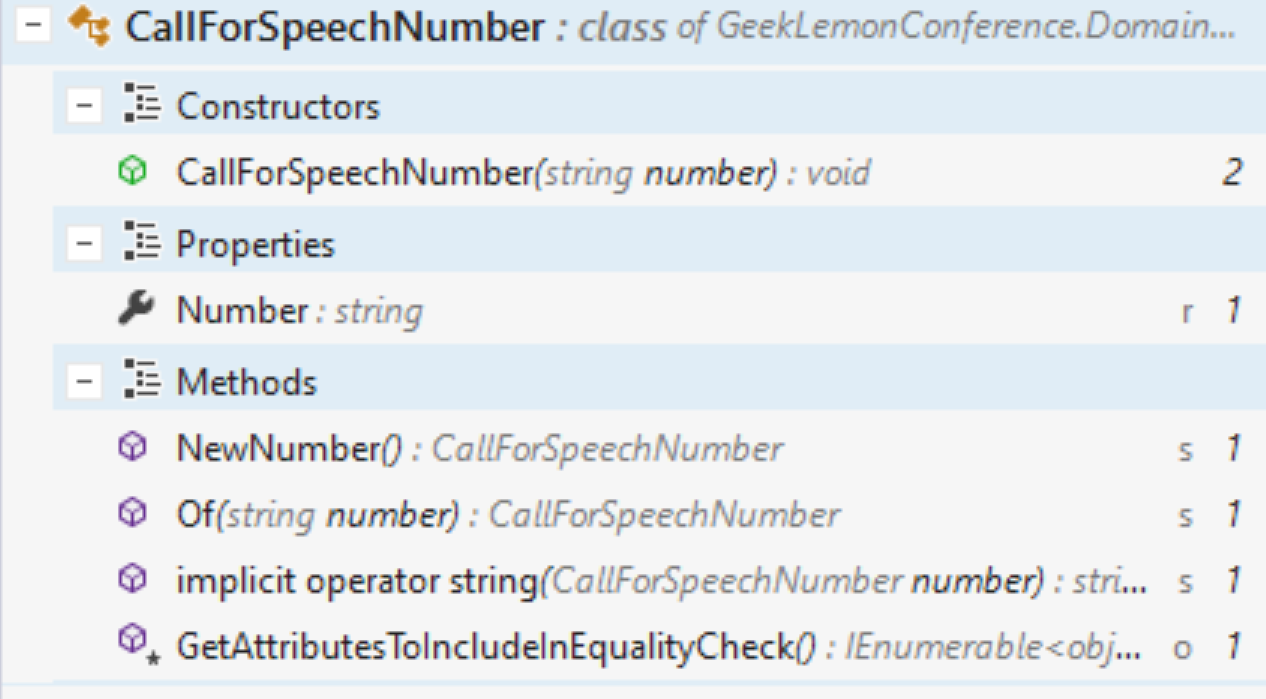 CallForSpeechNumber : class of GeekLemonConference.Domain...
Constructors
CallForSpeechNumber(string number) : void 2
Properties
Number : string r 1
Methods
NewNumber() : CallForSpeechNumber s 1
Of(string number) : CallForSpeechNumber s 1
implicit operator string(CallForSpeechNumber number) : stri... s 1
GetAttributesToIncludeInEqualityCheck() : IEnumerable<obj... o 1